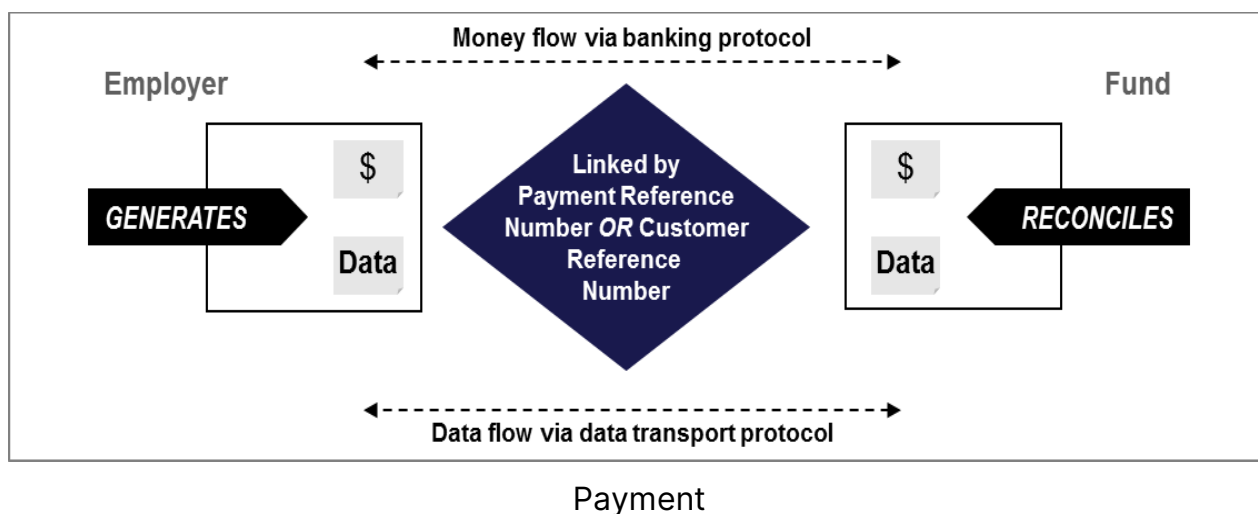 Money flow via banking protocol
Employer
Fund
$
Data
GENERATES
Linked by
Payment Reference
Number OR Customer
Reference
Number
$
Data
RECONCILES
Data flow via data transport protocol
Payment